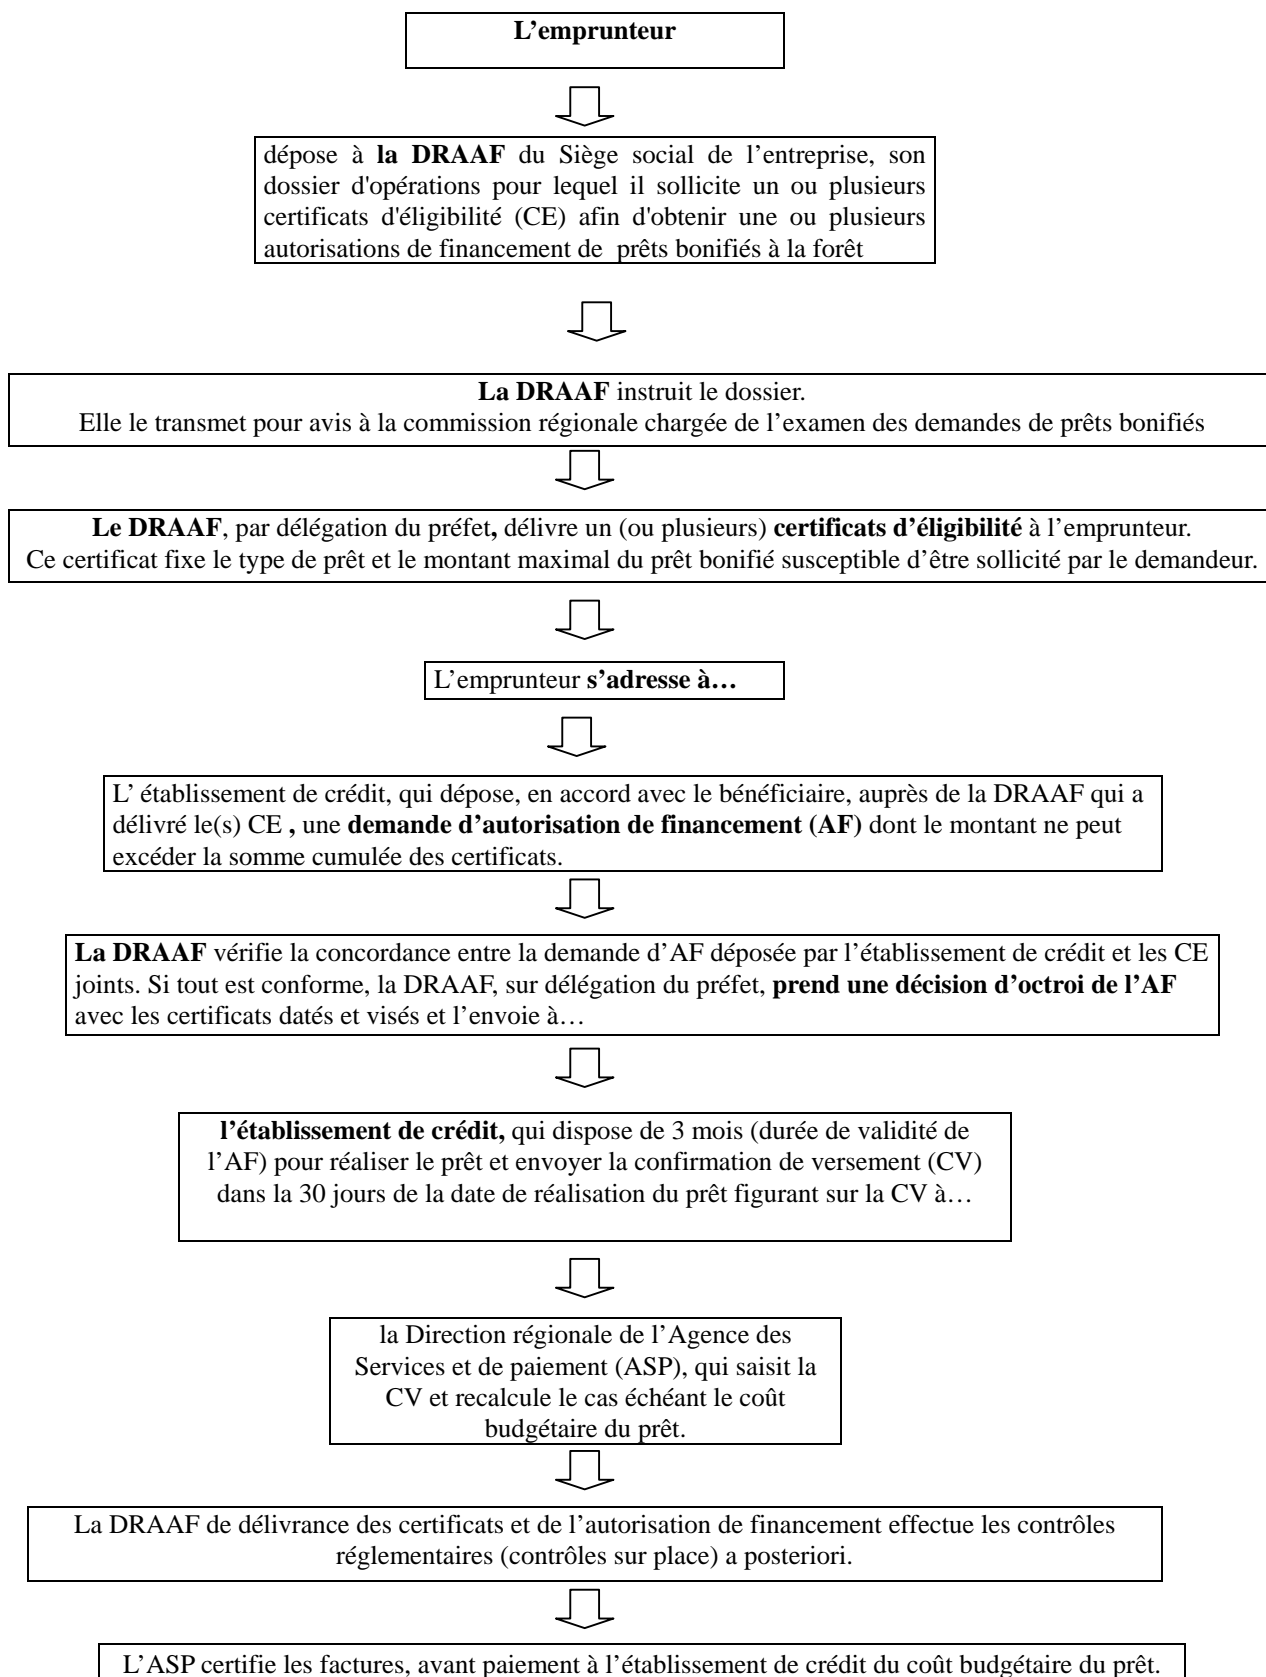 L’emprunteur
dépose à la DRAAF du Siège social de l’entreprise, son
dossier d'opérations pour lequel il sollicite un ou plusieurs
certificats d'éligibilité (CE) afin d'obtenir une ou plusieurs
autorisations de financement de prêts bonifiés à la forêt
La DRAAF instruit le dossier.
Elle le transmet pour avis à la commission régionale chargée de l’examen des demandes de prêts bonifiés
Le DRAAF, par délégation du préfet, délivre un (ou plusieurs) certificats d’éligibilité à l’emprunteur.
Ce certificat fixe le type de prêt et le montant maximal du prêt bonifié susceptible d’être sollicité par le demandeur.
L’emprunteur s’adresse à…
L’ établissement de crédit, qui dépose, en accord avec le bénéficiaire, auprès de la DRAAF qui a
délivré le(s) CE , une demande d’autorisation de financement (AF) dont le montant ne peut
excéder la somme cumulée des certificats.
La DRAAF vérifie la concordance entre la demande d’AF déposée par l’établissement de crédit et les CE
joints. Si tout est conforme, la DRAAF, sur délégation du préfet, prend une décision d’octroi de l’AF
avec les certificats datés et visés et l’envoie à…
l’établissement de crédit, qui dispose de 3 mois (durée de validité de
l’AF) pour réaliser le prêt et envoyer la confirmation de versement (CV)
dans la 30 jours de la date de réalisation du prêt figurant sur la CV à…
la Direction régionale de l’Agence des
Services et de paiement (ASP), qui saisit la
CV et recalcule le cas échéant le coût
budgétaire du prêt.
La DRAAF de délivrance des certificats et de l’autorisation de financement effectue les contrôles
réglementaires (contrôles sur place) a posteriori.
L’ASP certifie les factures, avant paiement à l’établissement de crédit du coût budgétaire du prêt.